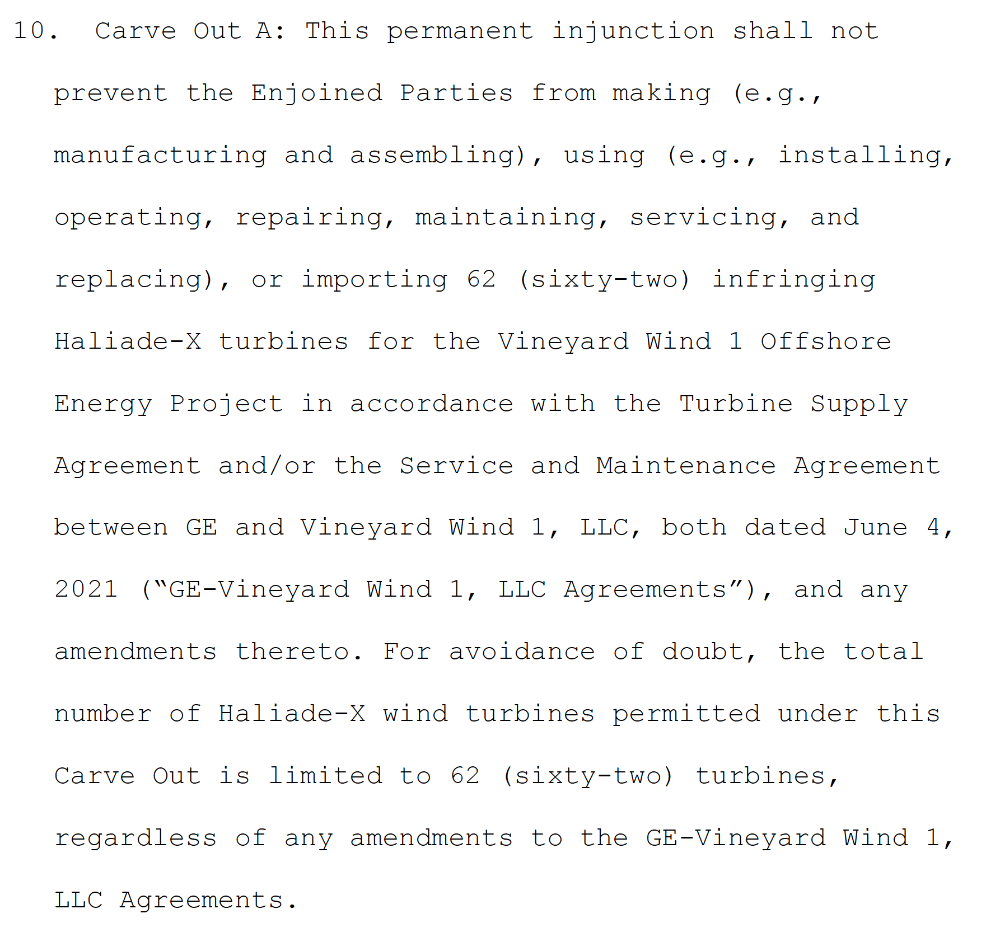 10. Carve Out A: This permanent injunction shall not
prevent the Enjoined Parties from making (e.g.,
manufacturing and assembling), using (e.g., installing,
operating, repairing, maintaining, servicing, and
replacing), or importing 62 (sixty-two) infringing
Haliade-X turbines for the Vineyard Wind 1 Offshore
Energy Project in accordance with the Turbine Supply
Agreement and/or the Service and Maintenance Agreement
between GE and Vineyard Wind 1, LLC, both dated June 4,
2021 (“GE-Vineyard Wind 1, LLC Agreements”), and any
amendments thereto. For avoidance of doubt, the total
number of Haliade-X wind turbines permitted under this
Carve Out is limited to 62 (sixty-two) turbines,
regardless of any amendments to the GE-Vineyard Wind 1,
LLC Agreements.